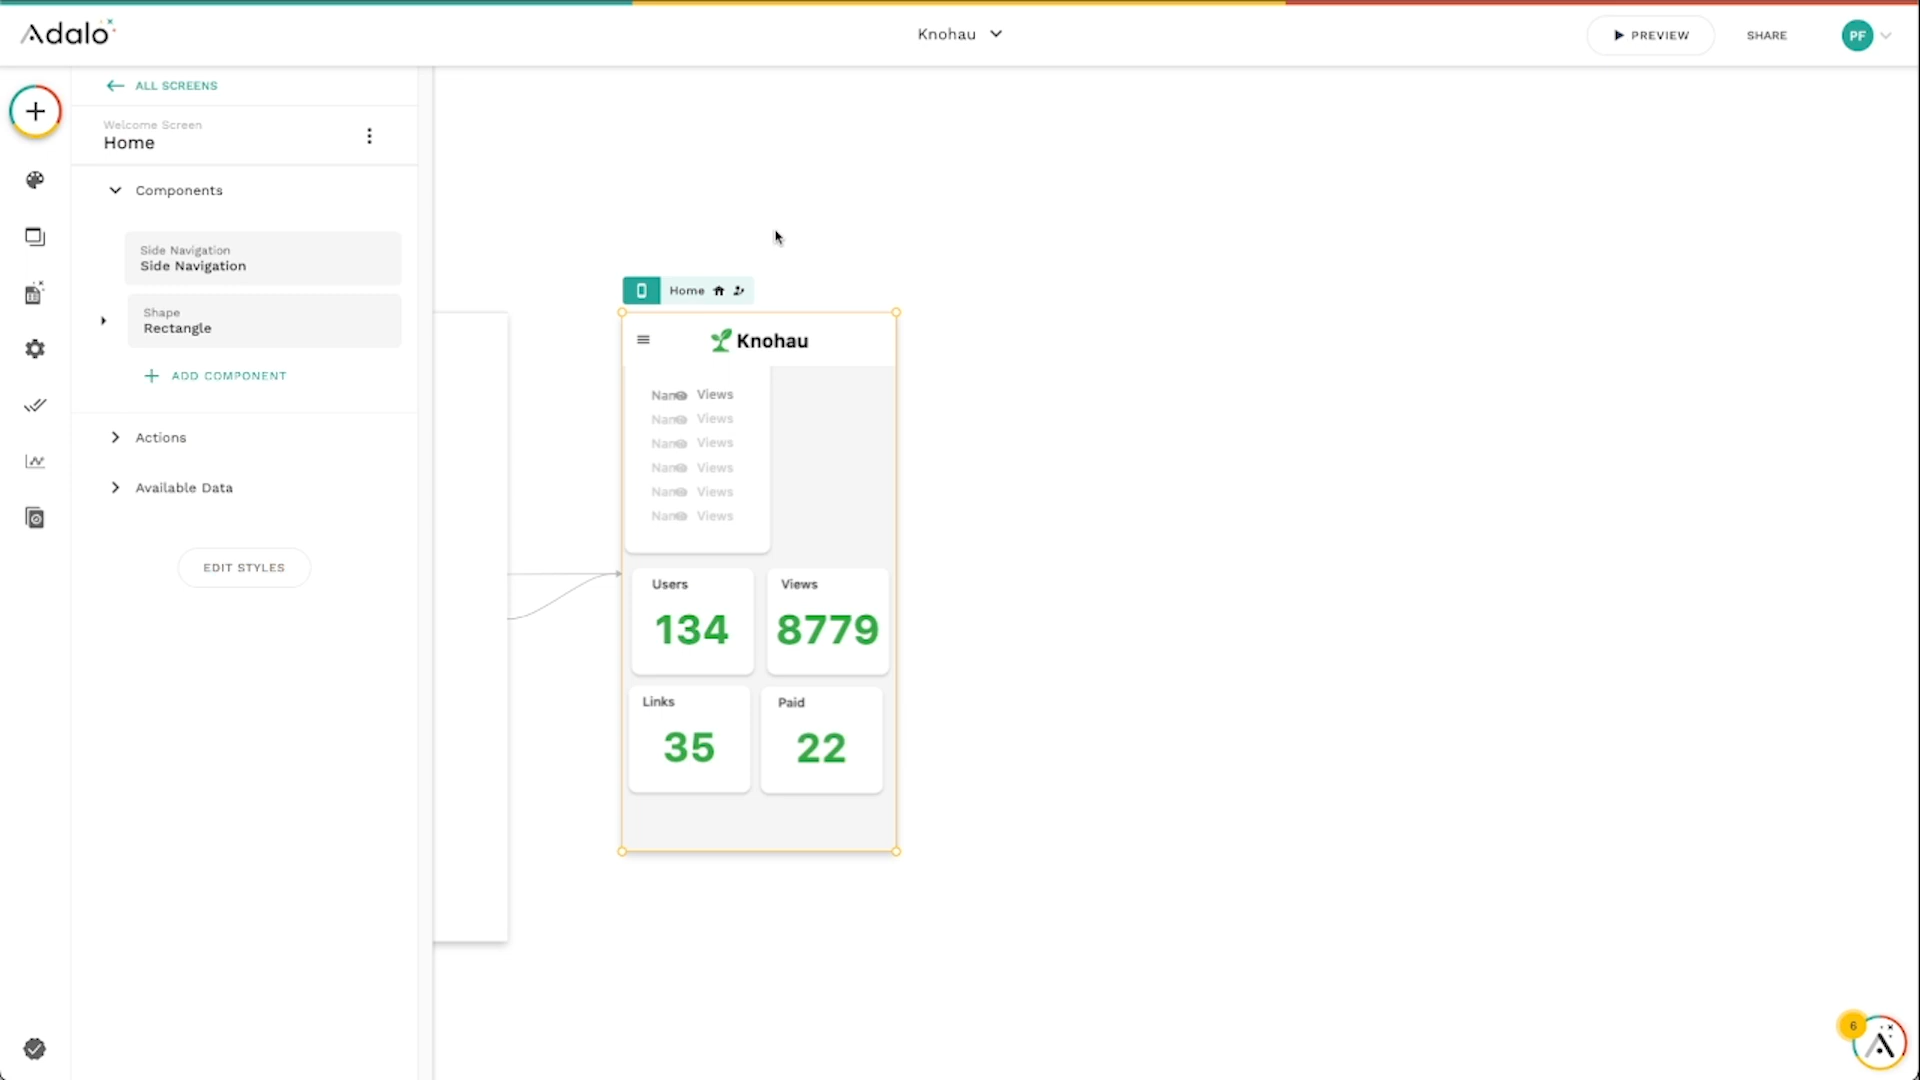 Adalo
Knohau
PREVIEW
SHARE
PF
ALL SCREENS
Welcome Screen
Home
Components
Side Navigation
Side Navigation
Shape
Rectangle
ADD COMPONENT
Actions
Available Data
EDIT STYLES
Home
Knohau
Views
Views
Views
Views
Views
Views
Users
134
Views
8779
Links
35
Paid
22
6